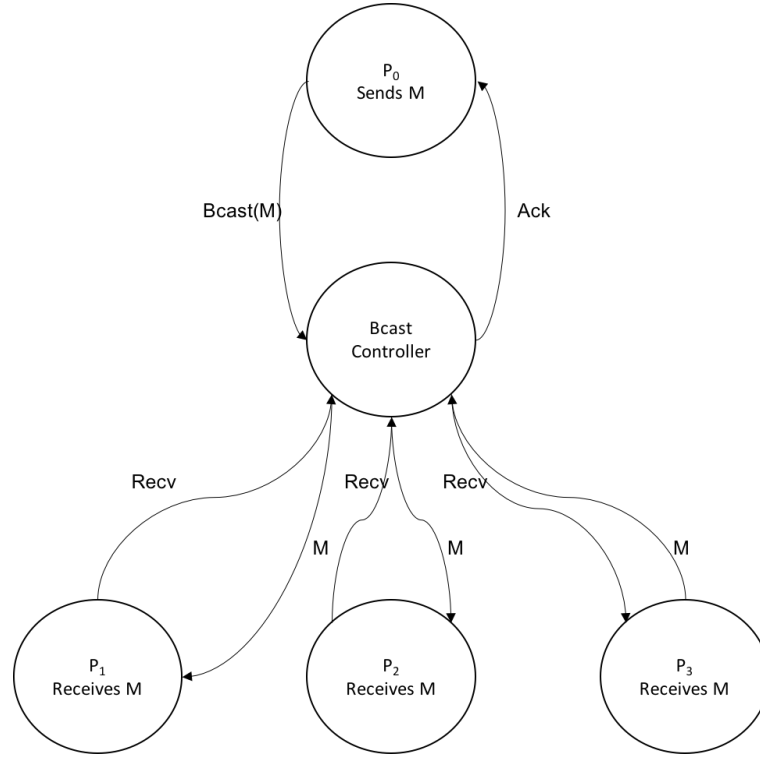 P₀
Sends M
Bcast(M)
Ack
Bcast
Controller
Recv
Recv
Recv
M
M
M
P₁
Receives M
P₂
Receives M
P₃
Receives M